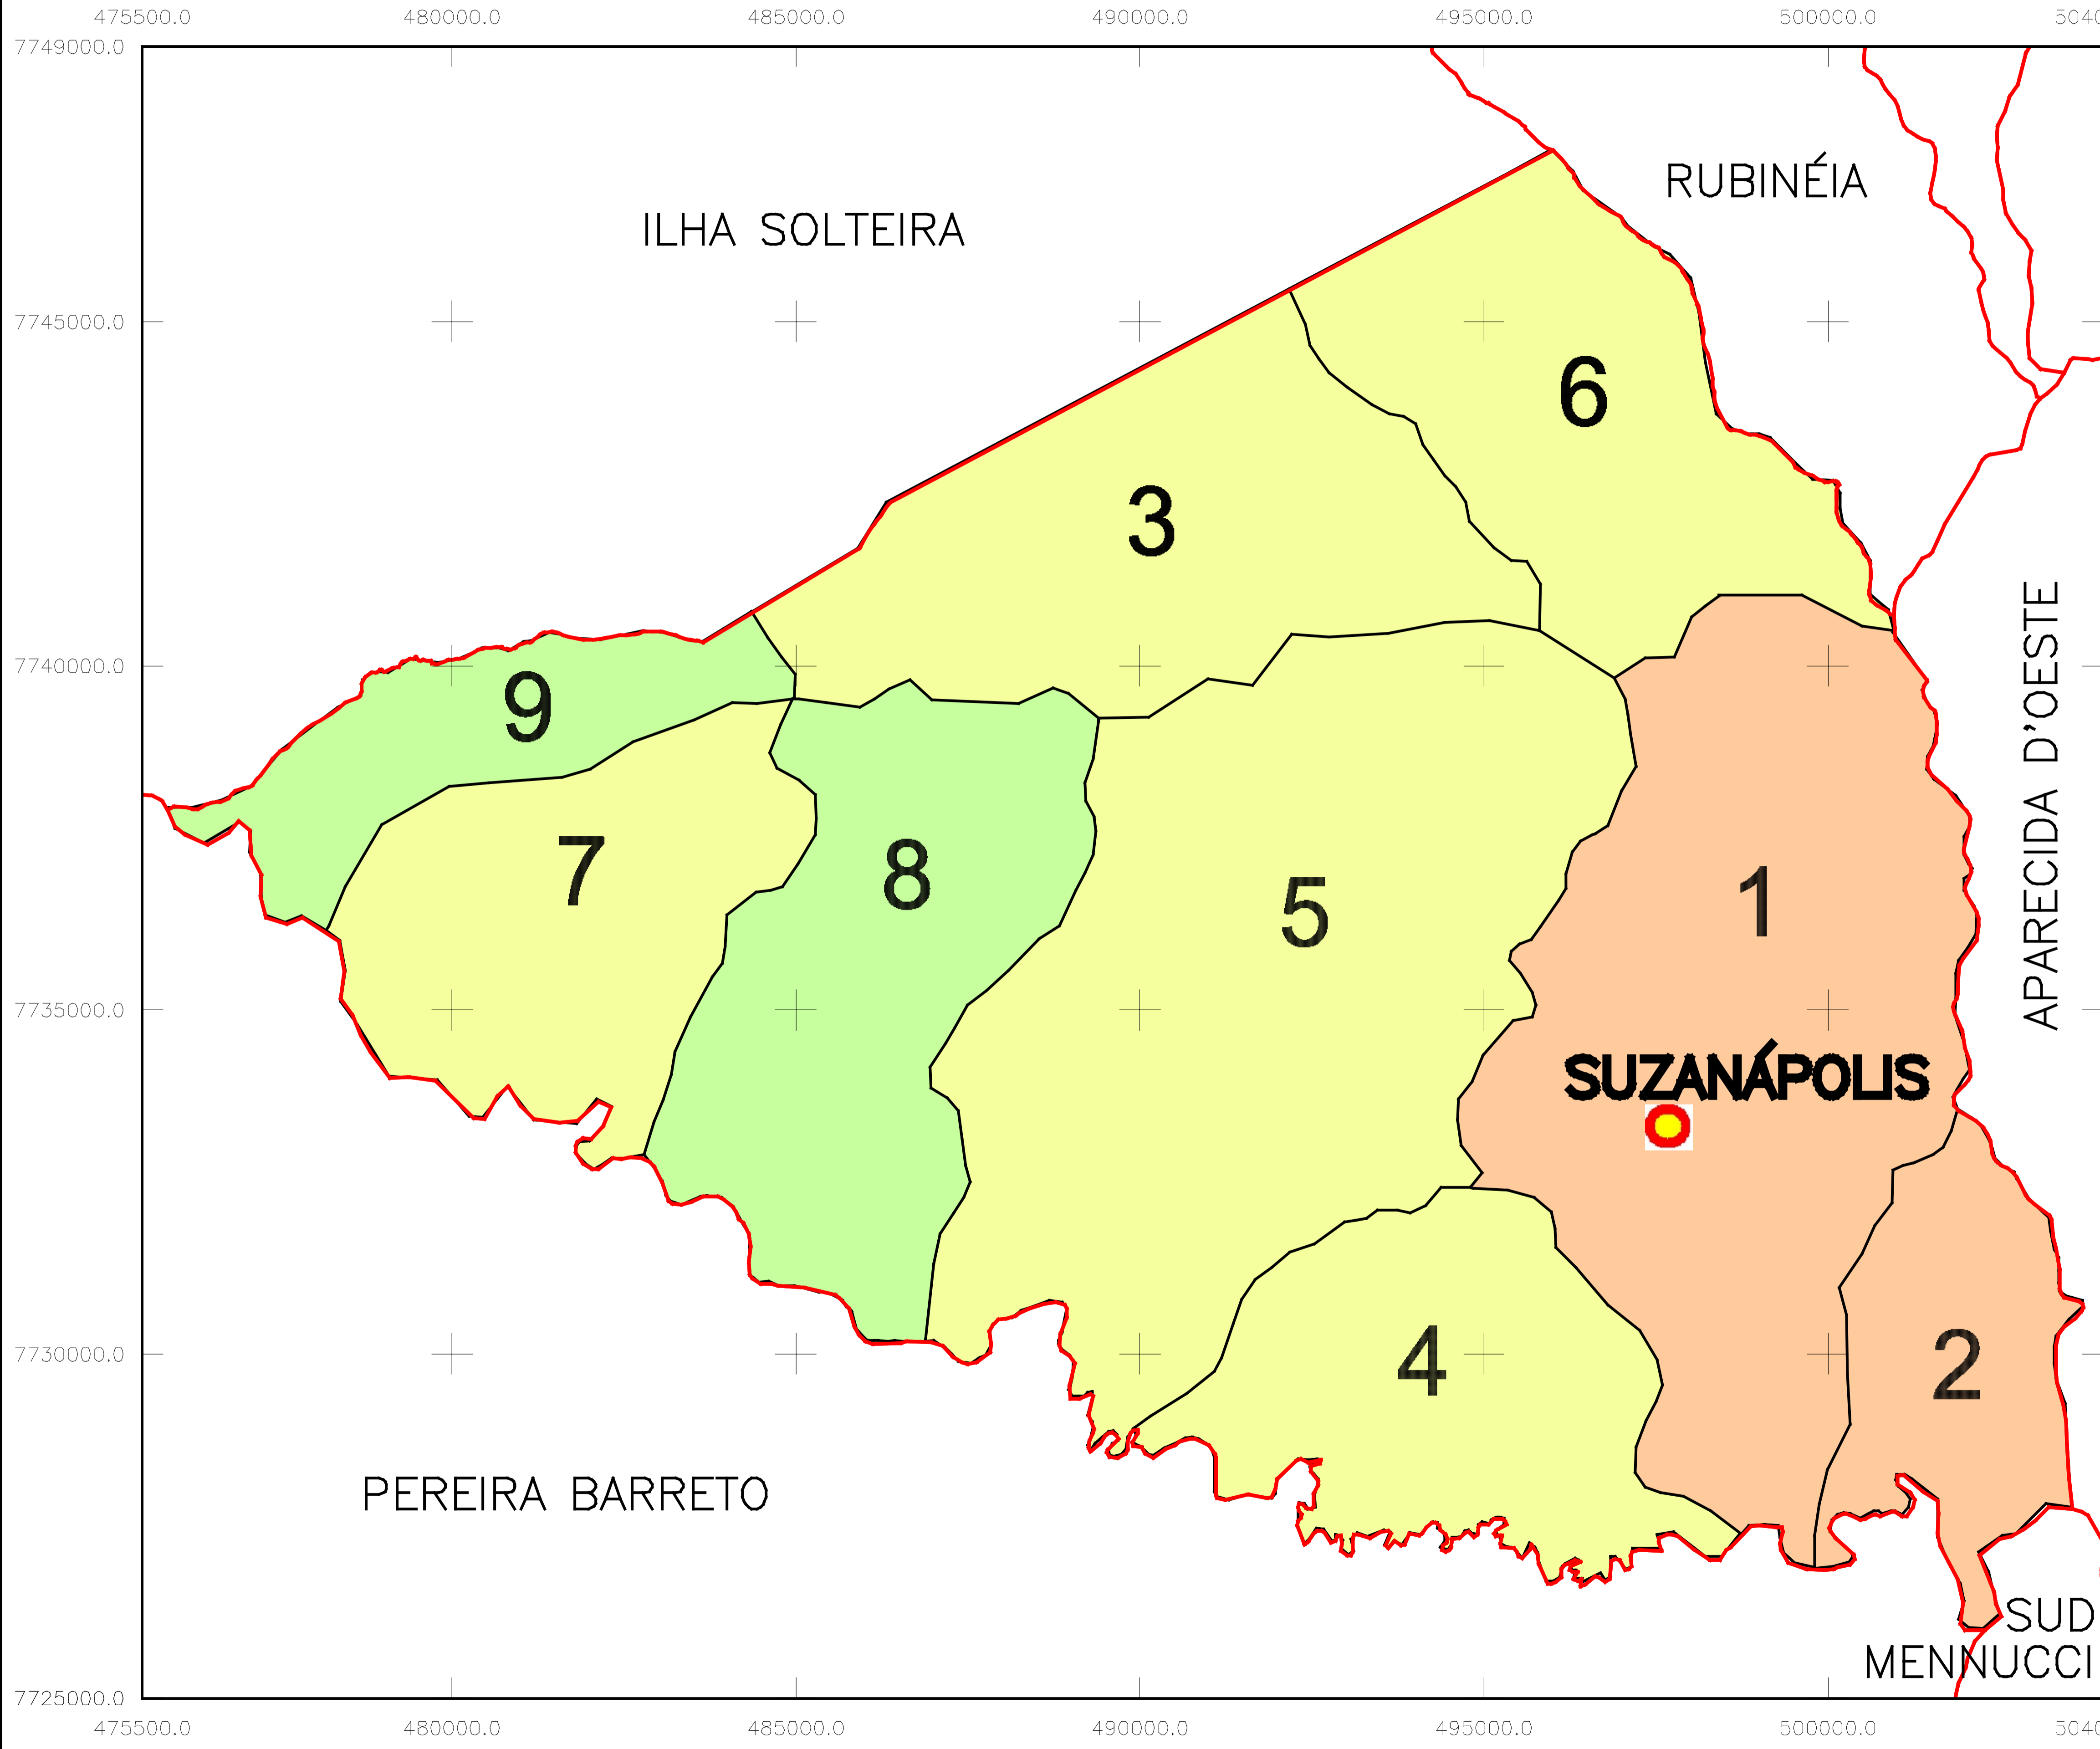 475500.0 480000.0 485000.0 490000.0 495000.0 500000.0 504
7749000.0
RUBINÉIA
ILHA SOLTEIRA
7745000.0
6
3
7740000.0
APARECIDA D'OESTE
9
7
8
1
5
7735000.0
SUZANÁPOLIS
7730000.0
4
2
PEREIRA BARRETO
SUD
MENNUCCI
7725000.0
475500.0 480000.0 485000.0 490000.0 495000.0 500000.0 504